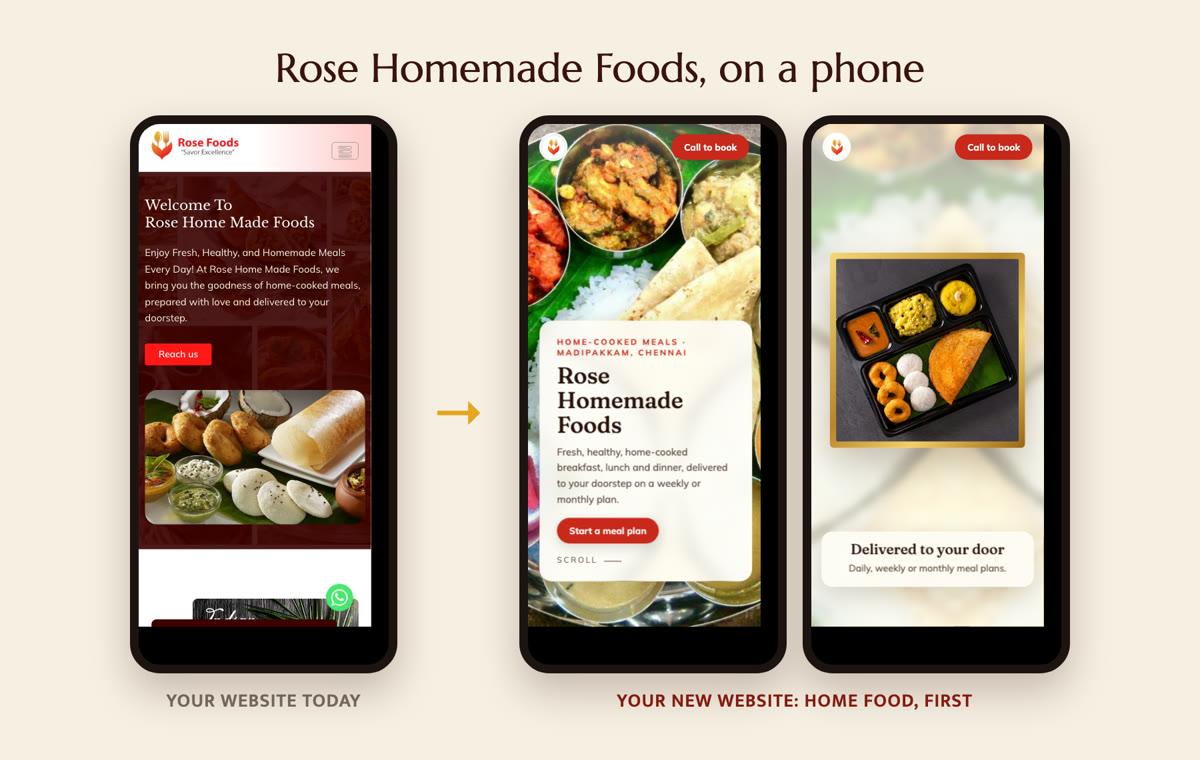 Rose Homemade Foods, on a phone
Rose Foods
"Savor Excellence"
Welcome To
Rose Home Made Foods
Enjoy Fresh, Healthy, and Homemade Meals
Every Day! At Rose Home Made Foods, we
bring you the goodness of home-cooked meals,
prepared with love and delivered to your
doorstep.
Reach us
YOUR WEBSITE TODAY
Call to book
HOME-COOKED MEALS ·
MADIPAKKAM, CHENNAI
Rose
Homemade
Foods
Fresh, healthy, home-cooked
breakfast, lunch and dinner, delivered
to your doorstep on a weekly or
monthly plan.
Start a meal plan
SCROLL
Call to book
Delivered to your door
Daily, weekly or monthly meal plans.
YOUR NEW WEBSITE: HOME FOOD, FIRST